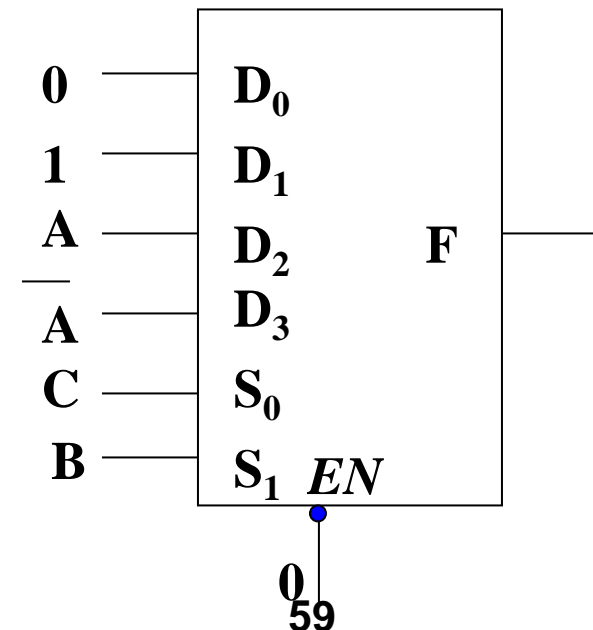 0 D₀
1 D₁
A D₂ F
A̅ D₃
C S₀
B S₁ EN
0
59